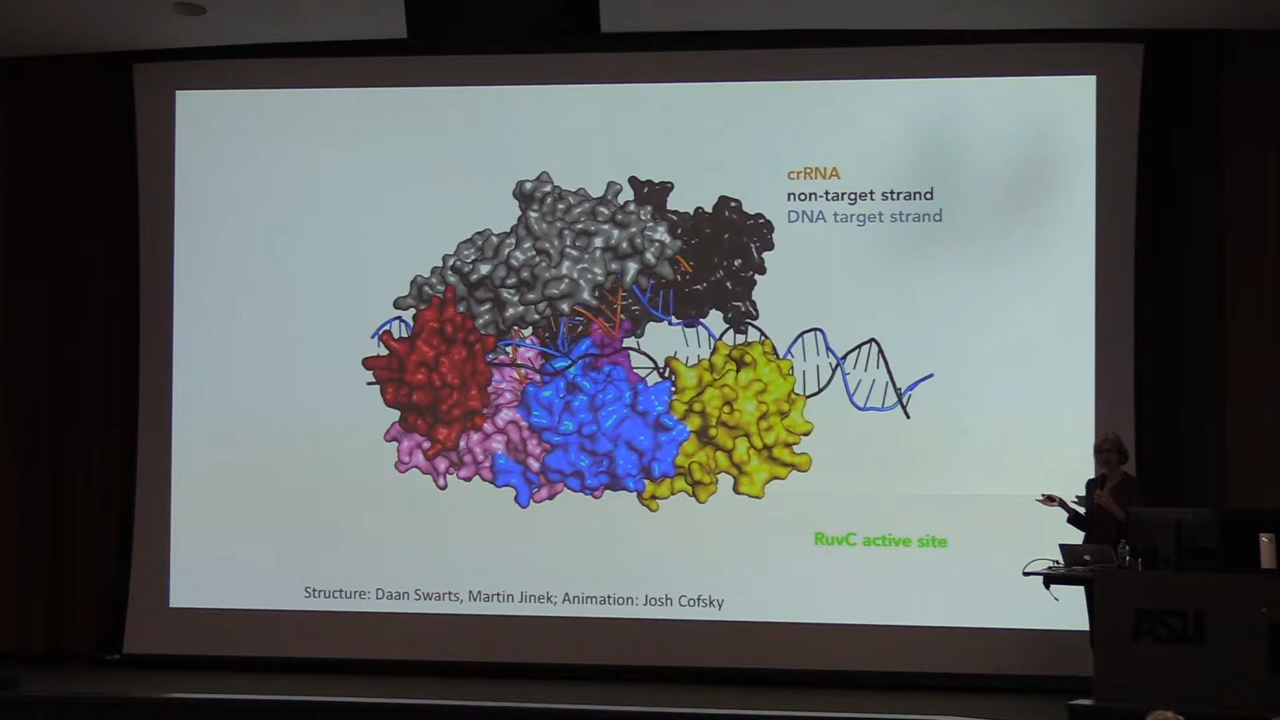 crRNA
non-target strand
DNA target strand
RuvC active site
Structure: Daan Swarts, Martin Jinek; Animation: Josh Cofsky
ASU